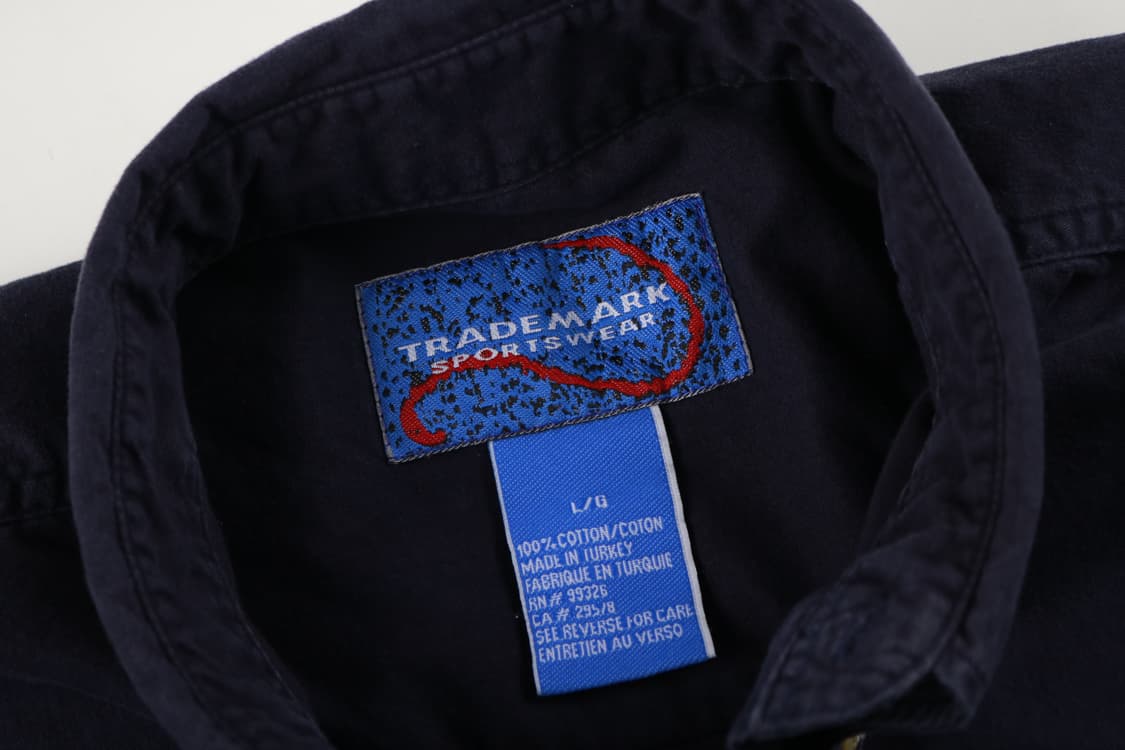 TRADEMARK
SPORTSWEAR
L/G
100% COTTON/COTON
MADE IN TURKEY
FABRIQUE EN TURQUIE
RN# 99326
CA# 29578
SEE REVERSE FOR CARE
ENTRETIEN AU VERSO